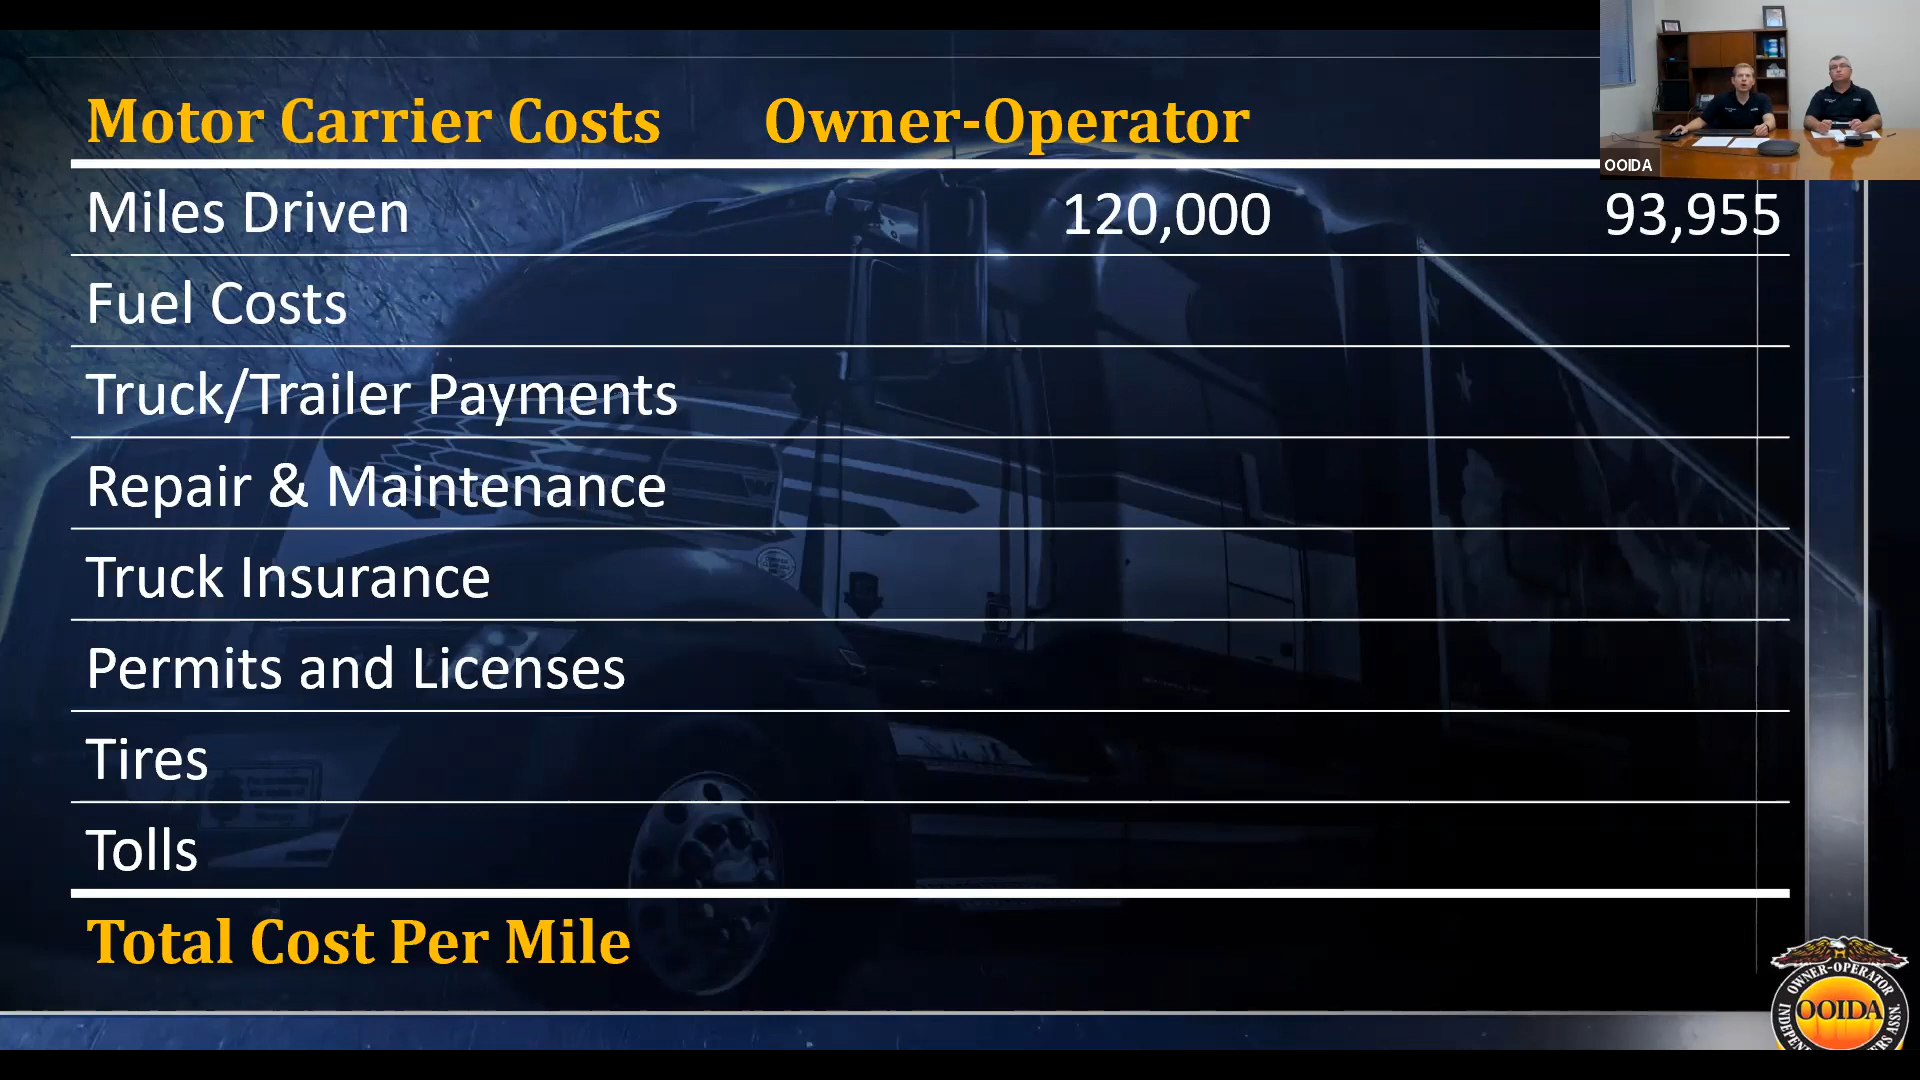 Motor Carrier Costs Owner-Operator
OOIDA
Miles Driven 120,000 93,955
Fuel Costs
Truck/Trailer Payments
Repair & Maintenance
Truck Insurance
Permits and Licenses
Tires
Tolls
Total Cost Per Mile
OWNER-OPERATOR
OOIDA
ASSN.